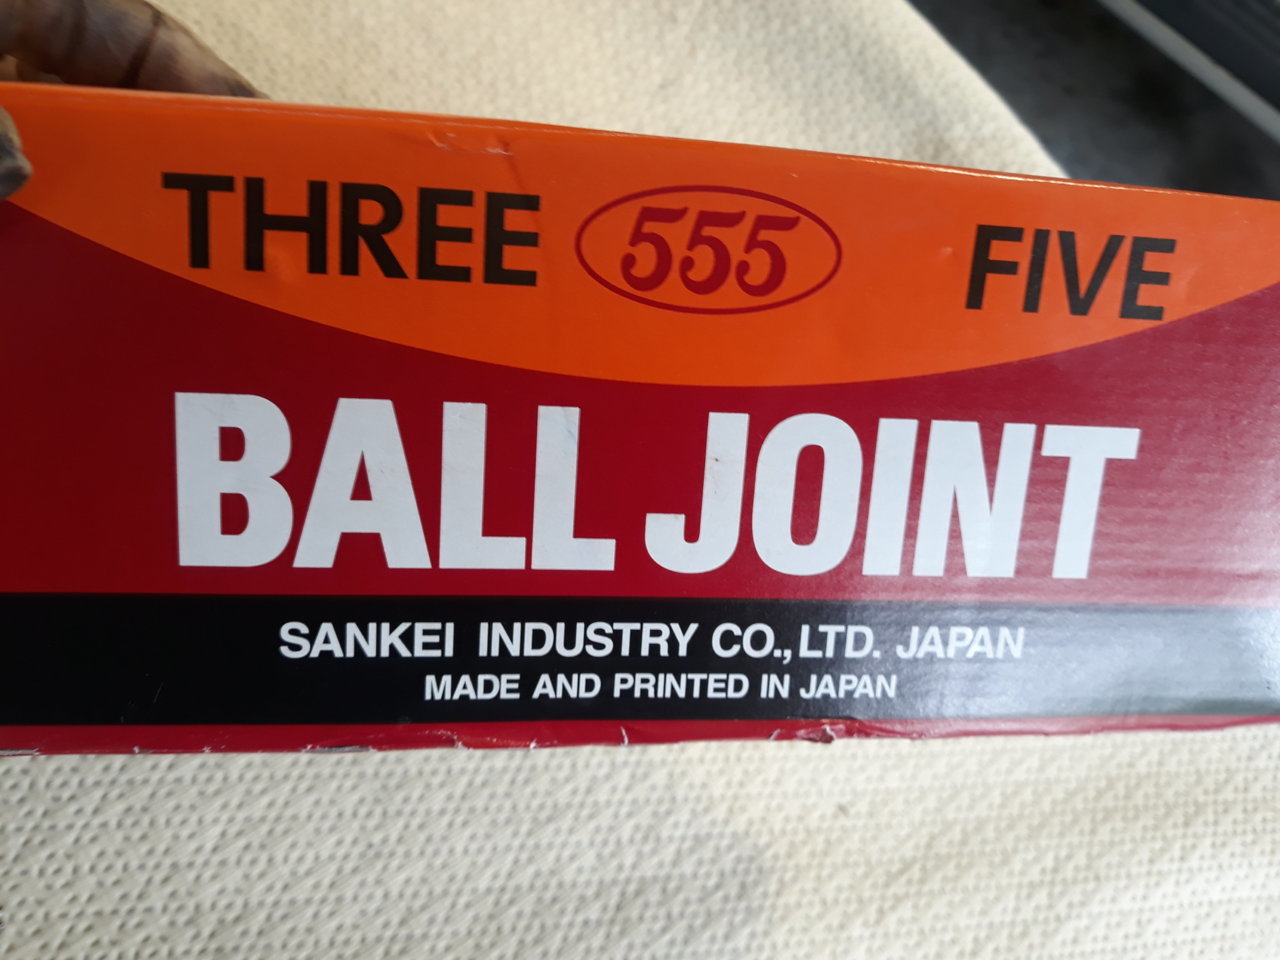 THREE 555 FIVE
BALL JOINT
SANKEI INDUSTRY CO., LTD. JAPAN
MADE AND PRINTED IN JAPAN